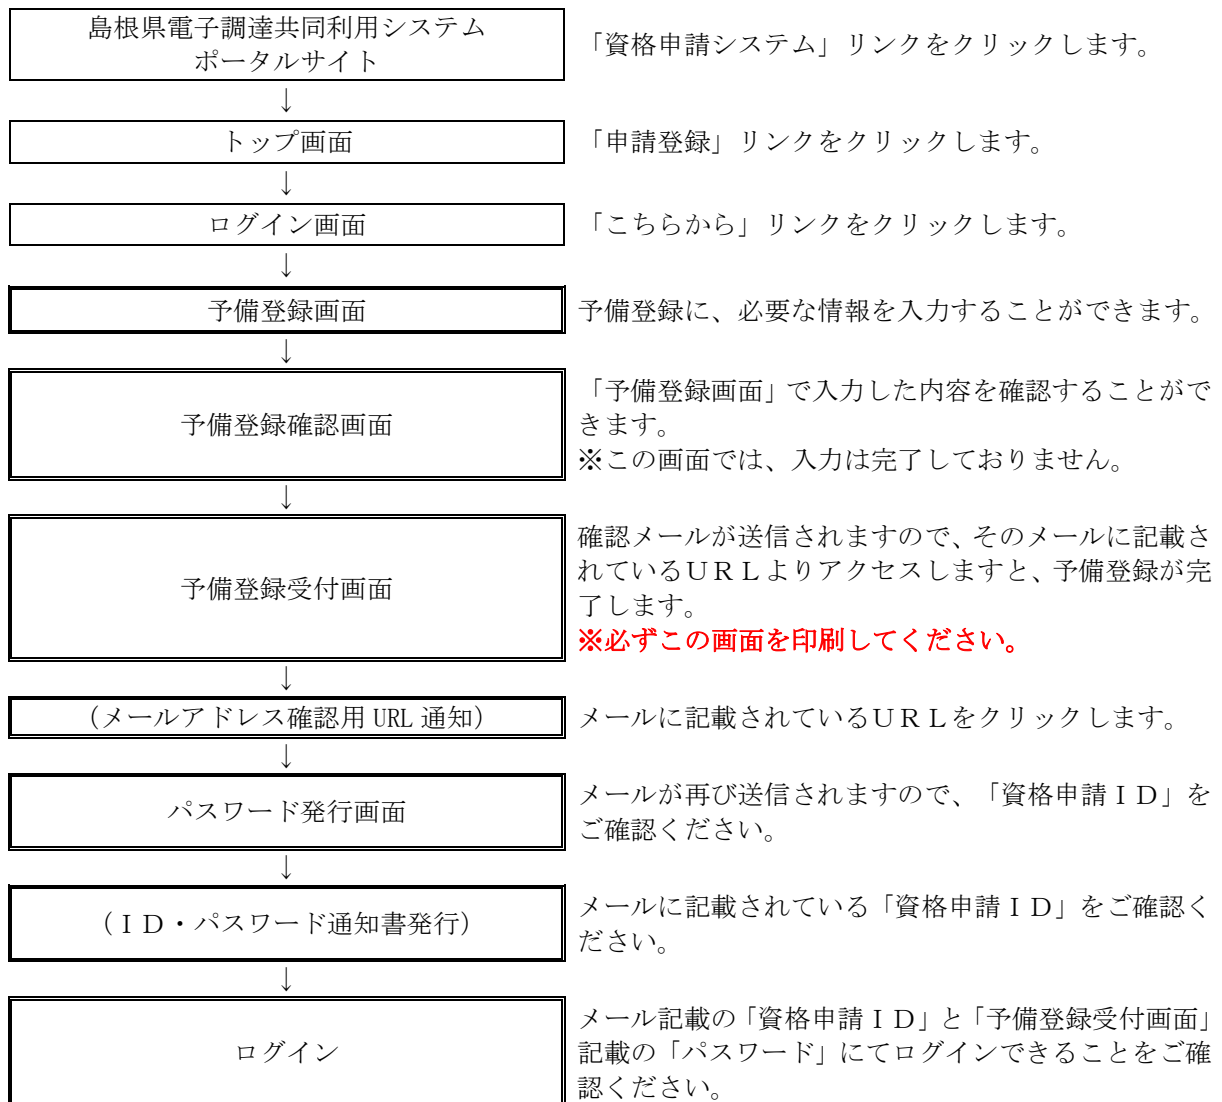 島根県電子調達共同利用システム
ポータルサイト
「資格申請システム」リンクをクリックします。
↓
トップ画面
「申請登録」リンクをクリックします。
↓
ログイン画面
「こちらから」リンクをクリックします。
↓
予備登録画面
予備登録に、必要な情報を入力することができます。
↓
予備登録確認画面
「予備登録画面」で入力した内容を確認することがで
きます。
※この画面では、入力は完了しておりません。
↓
予備登録受付画面
確認メールが送信されますので、そのメールに記載さ
れているＵＲＬよりアクセスしますと、予備登録が完
了します。
※必ずこの画面を印刷してください。
↓
（メールアドレス確認用 URL 通知）
メールに記載されているＵＲＬをクリックします。
↓
パスワード発行画面
メールが再び送信されますので、「資格申請ＩＤ」を
ご確認ください。
↓
（ＩＤ・パスワード通知書発行）
メールに記載されている「資格申請ＩＤ」をご確認く
ださい。
↓
ログイン
メール記載の「資格申請ＩＤ」と「予備登録受付画面」
記載の「パスワード」にてログインできることをご確
認ください。